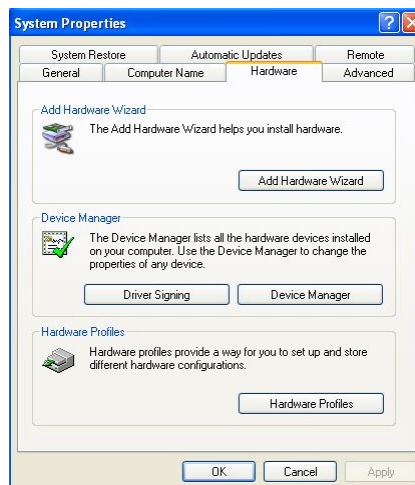 System Properties
System Restore Automatic Updates Remote
General Computer Name Hardware Advanced
Add Hardware Wizard
The Add Hardware Wizard helps you install hardware.
Add Hardware Wizard
Device Manager
The Device Manager lists all the hardware devices installed
on your computer. Use the Device Manager to change the
properties of any device.
Driver Signing Device Manager
Hardware Profiles
Hardware profiles provide a way for you to set up and store
different hardware configurations.
Hardware Profiles
OK Cancel Apply